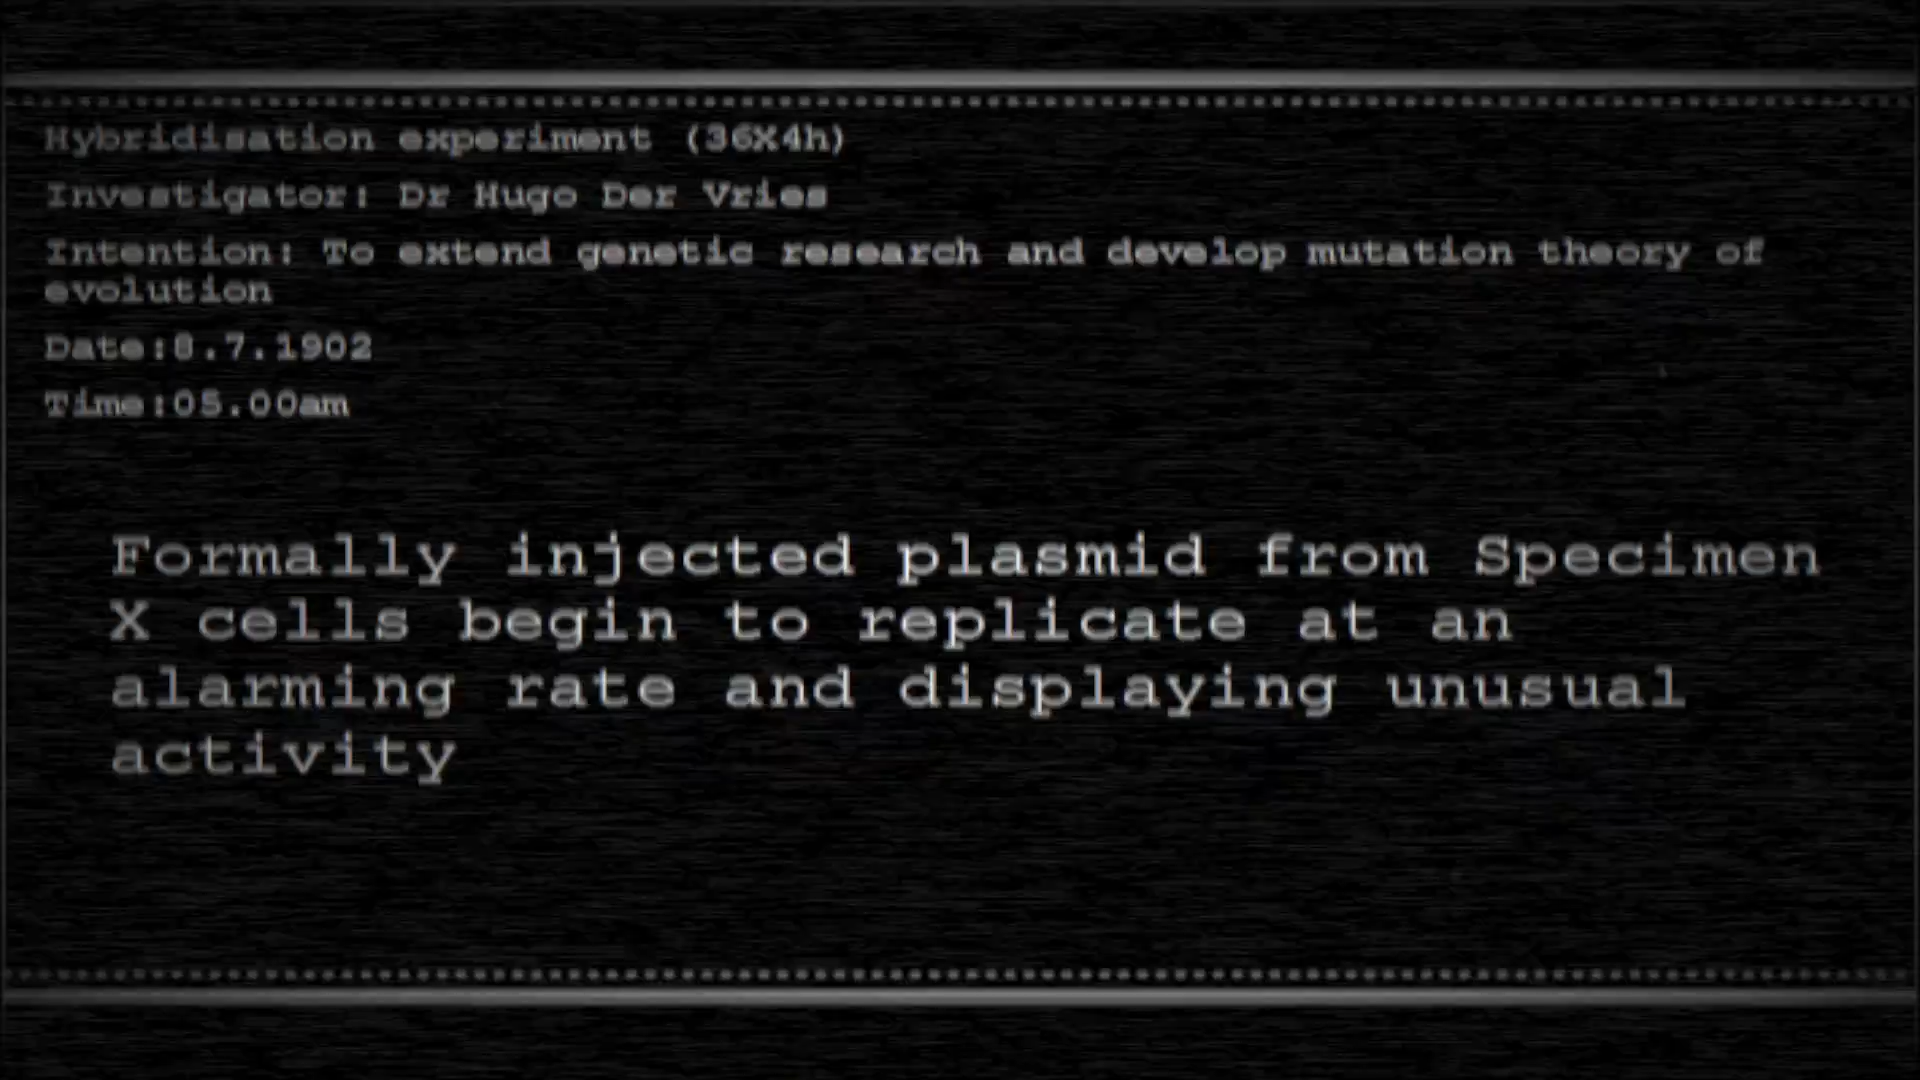 Hybridisation experiment (36X4h)
Investigator: Dr Hugo Der Vries
Intention: To extend genetic research and develop mutation theory of
evolution
Date:8.7.1902
Time:05.00am
Formally injected plasmid from Specimen
X cells begin to replicate at an
alarming rate and displaying unusual
activity